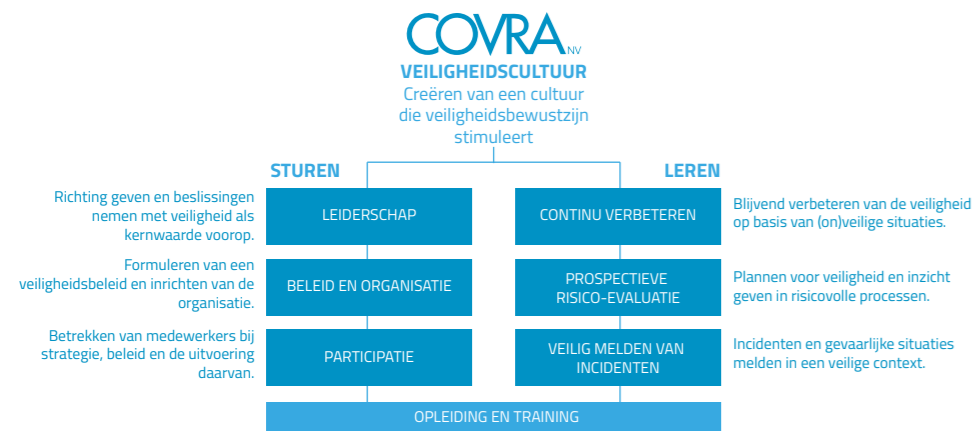 COVRA NV
VEILIGHEIDSCULTUUR
Creëren van een cultuur
die veiligheidsbewustzijn
stimuleert
STUREN
Richting geven en beslissingen
nemen met veiligheid als
kernwaarde voorop.
LEIDERSCHAP
Formuleren van een
veiligheidsbeleid en inrichten van de
organisatie.
BELEID EN ORGANISATIE
Betrekken van medewerkers bij
strategie, beleid en de uitvoering
daarvan.
PARTICIPATIE
LEREN
CONTINU VERBETEREN
Blijvend verbeteren van de veiligheid
op basis van (on)veilige situaties.
PROSPECTIEVE
RISICO-EVALUATIE
Plannen voor veiligheid en inzicht
geven in risicovolle processen.
VEILIG MELDEN VAN
INCIDENTEN
Incidenten en gevaarlijke situaties
melden in een veilige context.
OPLEIDING EN TRAINING